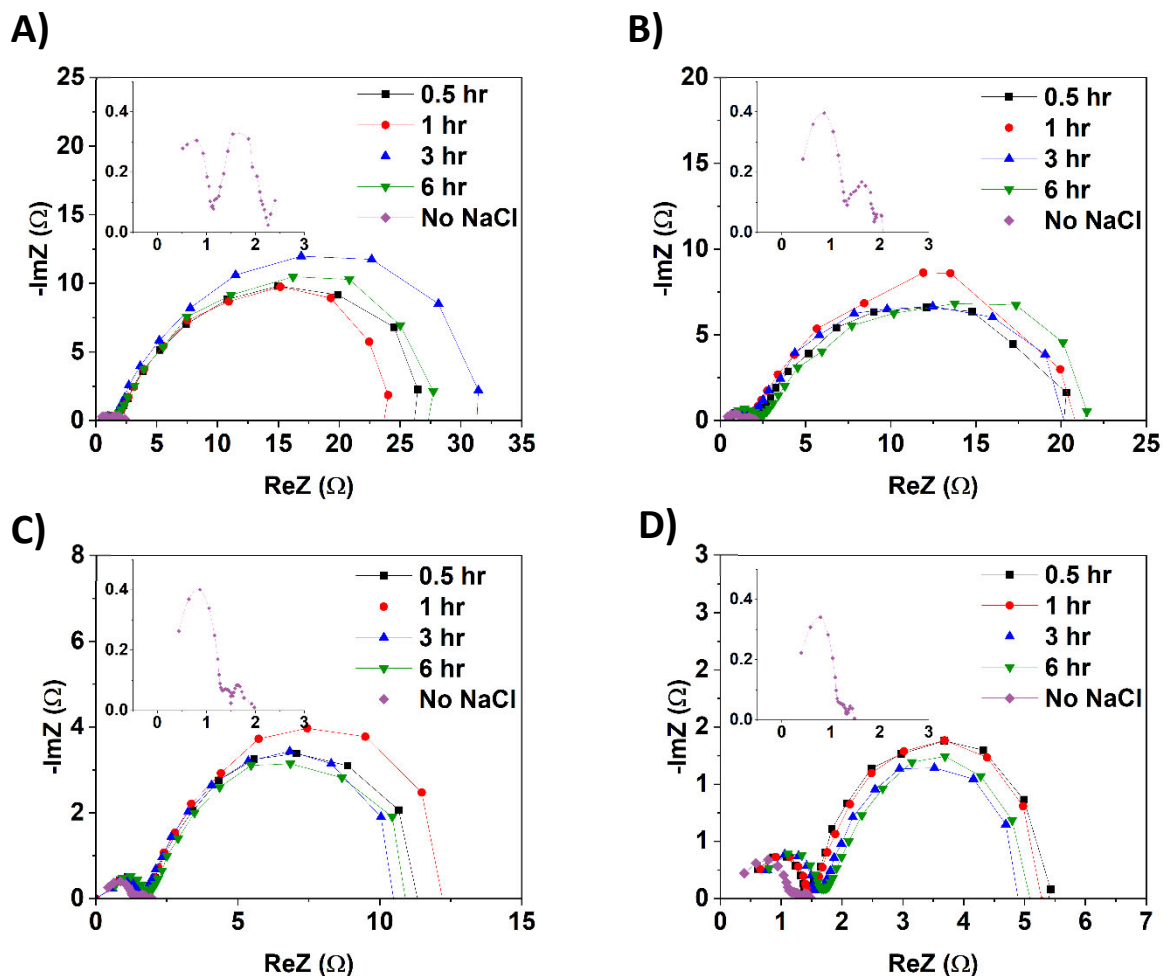 A)
25
20
15
10
5
0
-ImZ (Ω)
0 5 10 15 20 25 30 35
ReZ (Ω)
0.5 hr
1 hr
3 hr
6 hr
No NaCl
0.4
0.2
0.0
0 1 2 3
B)
20
15
10
5
0
-ImZ (Ω)
0 5 10 15 20 25
ReZ (Ω)
0.5 hr
1 hr
3 hr
6 hr
No NaCl
0.4
0.2
0.0
0 1 2 3
C)
8
6
4
2
0
-ImZ (Ω)
0 5 10 15
ReZ (Ω)
0.5 hr
1 hr
3 hr
6 hr
No NaCl
0.4
0.2
0.0
0 1 2 3
D)
3
3
2
2
1
1
0
-ImZ (Ω)
0 1 2 3 4 5 6 7
ReZ (Ω)
0.5 hr
1 hr
3 hr
6 hr
No NaCl
0.4
0.2
0.0
0 1 2 3